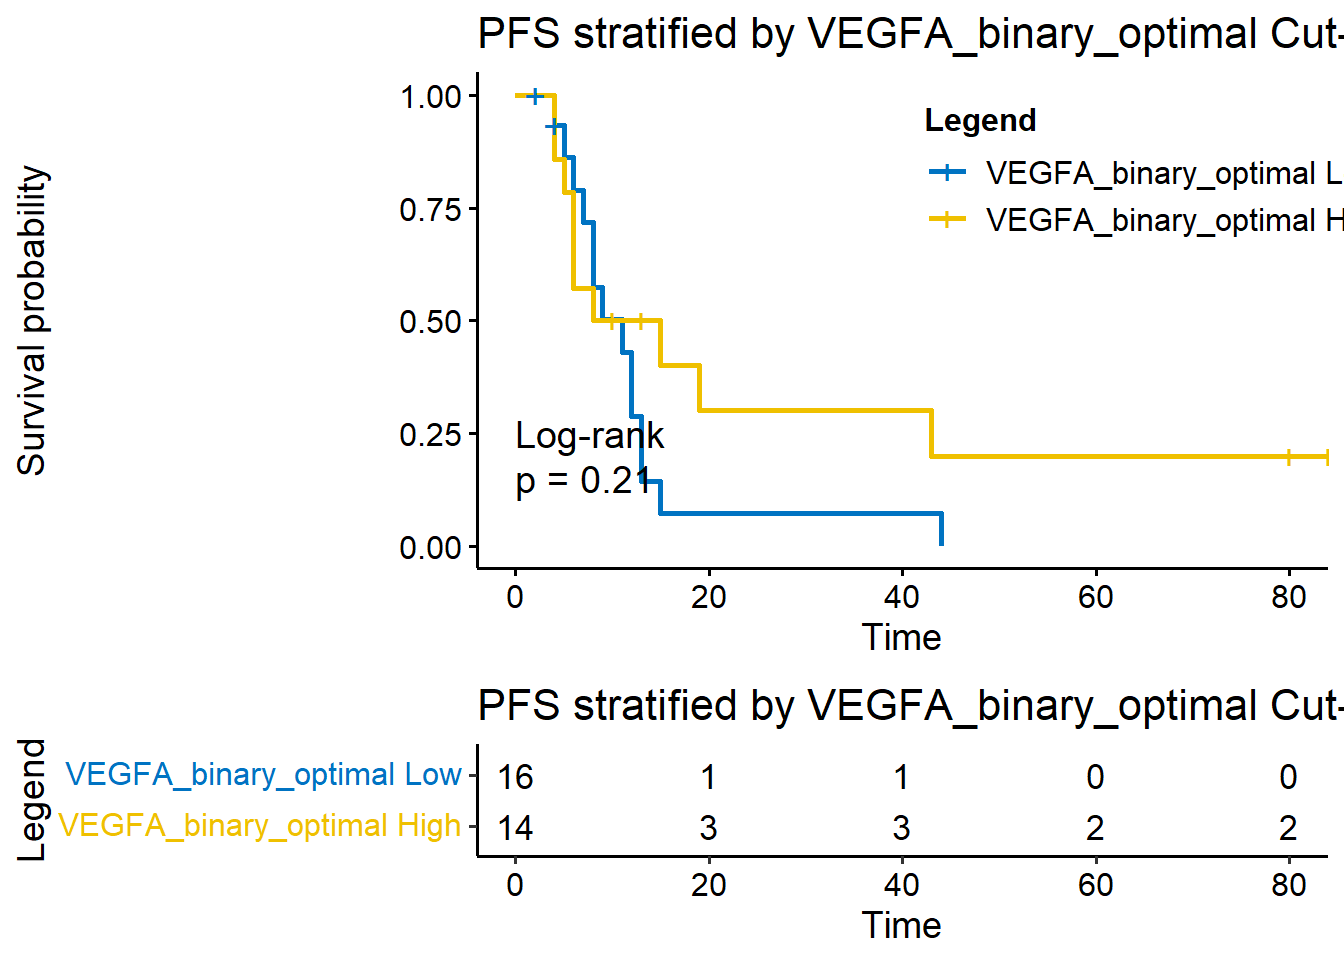 PFS stratified by VEGFA_binary_optimal Cut-
Survival probability
1.00
0.75
0.50
0.25
0.00
Legend
VEGFA_binary_optimal L
VEGFA_binary_optimal H
Log-rank
p = 0.21
0 20 40 60 80
Time
PFS stratified by VEGFA_binary_optimal Cut-
Legend
VEGFA_binary_optimal Low 16 1 1 0 0
VEGFA_binary_optimal High 14 3 3 2 2
0 20 40 60 80
Time